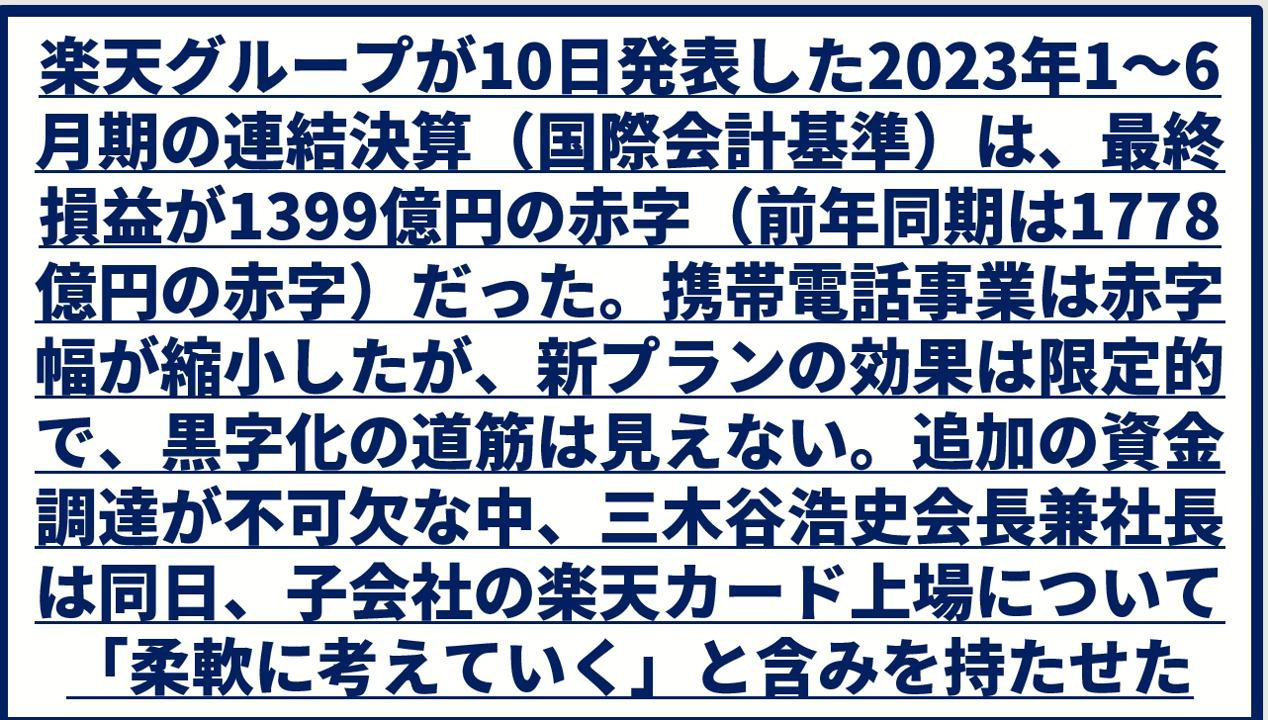 楽天グループが10日発表した2023年1～6
月期の連結決算（国際会計基準）は、最終
損益が1399億円の赤字（前年同期は1778
億円の赤字）だった。携帯電話事業は赤字
幅が縮小したが、新プランの効果は限定的
で、黒字化の道筋は見えない。追加の資金
調達が不可欠な中、三木谷浩史会長兼社長
は同日、子会社の楽天カード上場について
「柔軟に考えていく」と含みを持たせた